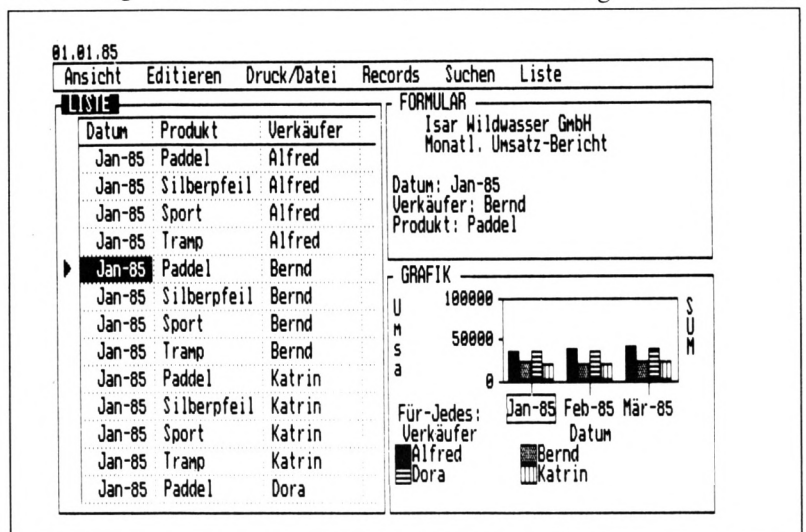 01.01.85
Ansicht Editieren Druck/Datei Records Suchen Liste
LISTE
Datum Produkt Verkäufer
Jan-85 Paddel Alfred
Jan-85 Silberpfeil Alfred
Jan-85 Sport Alfred
Jan-85 Tramp Alfred
Jan-85 Paddel Bernd
Jan-85 Silberpfeil Bernd
Jan-85 Sport Bernd
Jan-85 Tramp Bernd
Jan-85 Paddel Katrin
Jan-85 Silberpfeil Katrin
Jan-85 Sport Katrin
Jan-85 Tramp Katrin
Jan-85 Paddel Dora
FORMULAR
Isar Wildwasser GmbH
Monatl. Umsatz-Bericht
Datum: Jan-85
Verkäufer: Bernd
Produkt: Paddel
GRAFIK
Umsa
100000
50000
0
SUM
Jan-85 Feb-85 Mär-85
Datum
Für-Jedes:
Verkäufer
Alfred Bernd
Dora Katrin